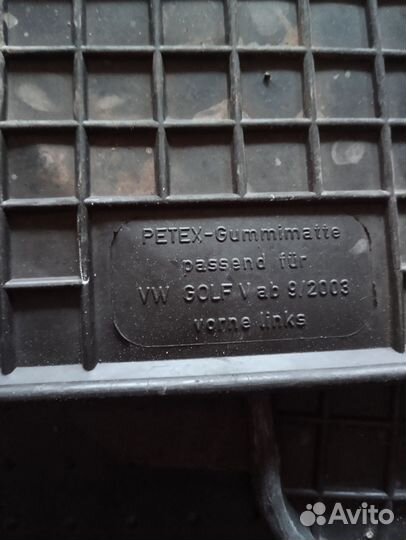 PETEX-Gummimatte
passend für
VW GOLF V ab 9/2003
vorne links
Avito